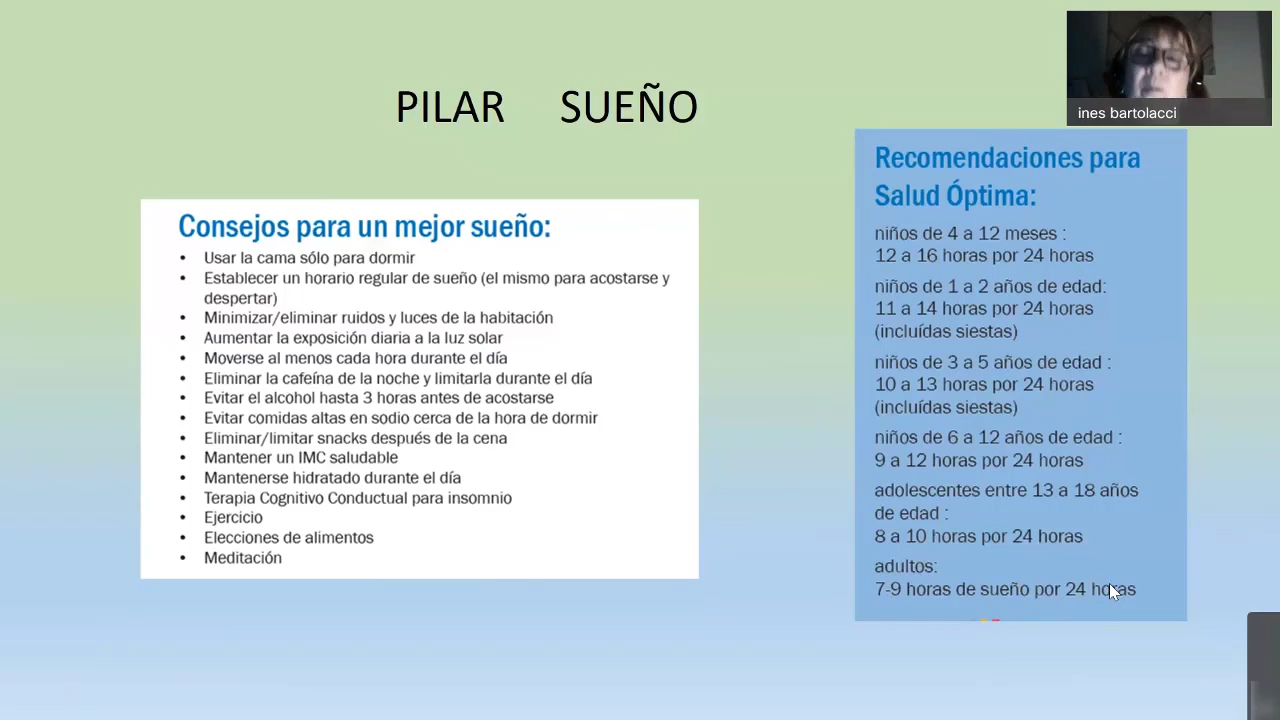 PILAR SUEÑO
ines bartolacci
Consejos para un mejor sueño:
• Usar la cama sólo para dormir
• Establecer un horario regular de sueño (el mismo para acostarse y
despertar)
• Minimizar/eliminar ruidos y luces de la habitación
• Aumentar la exposición diaria a la luz solar
• Moverse al menos cada hora durante el día
• Eliminar la cafeína de la noche y limitarla durante el día
• Evitar el alcohol hasta 3 horas antes de acostarse
• Evitar comidas altas en sodio cerca de la hora de dormir
• Eliminar/limitar snacks después de la cena
• Mantener un IMC saludable
• Mantenerse hidratado durante el día
• Terapia Cognitivo Conductual para insomnio
• Ejercicio
• Elecciones de alimentos
• Meditación
Recomendaciones para
Salud Óptima:
niños de 4 a 12 meses :
12 a 16 horas por 24 horas
niños de 1 a 2 años de edad:
11 a 14 horas por 24 horas
(incluídas siestas)
niños de 3 a 5 años de edad :
10 a 13 horas por 24 horas
(incluídas siestas)
niños de 6 a 12 años de edad :
9 a 12 horas por 24 horas
adolescentes entre 13 a 18 años
de edad :
8 a 10 horas por 24 horas
adultos:
7-9 horas de sueño por 24 horas